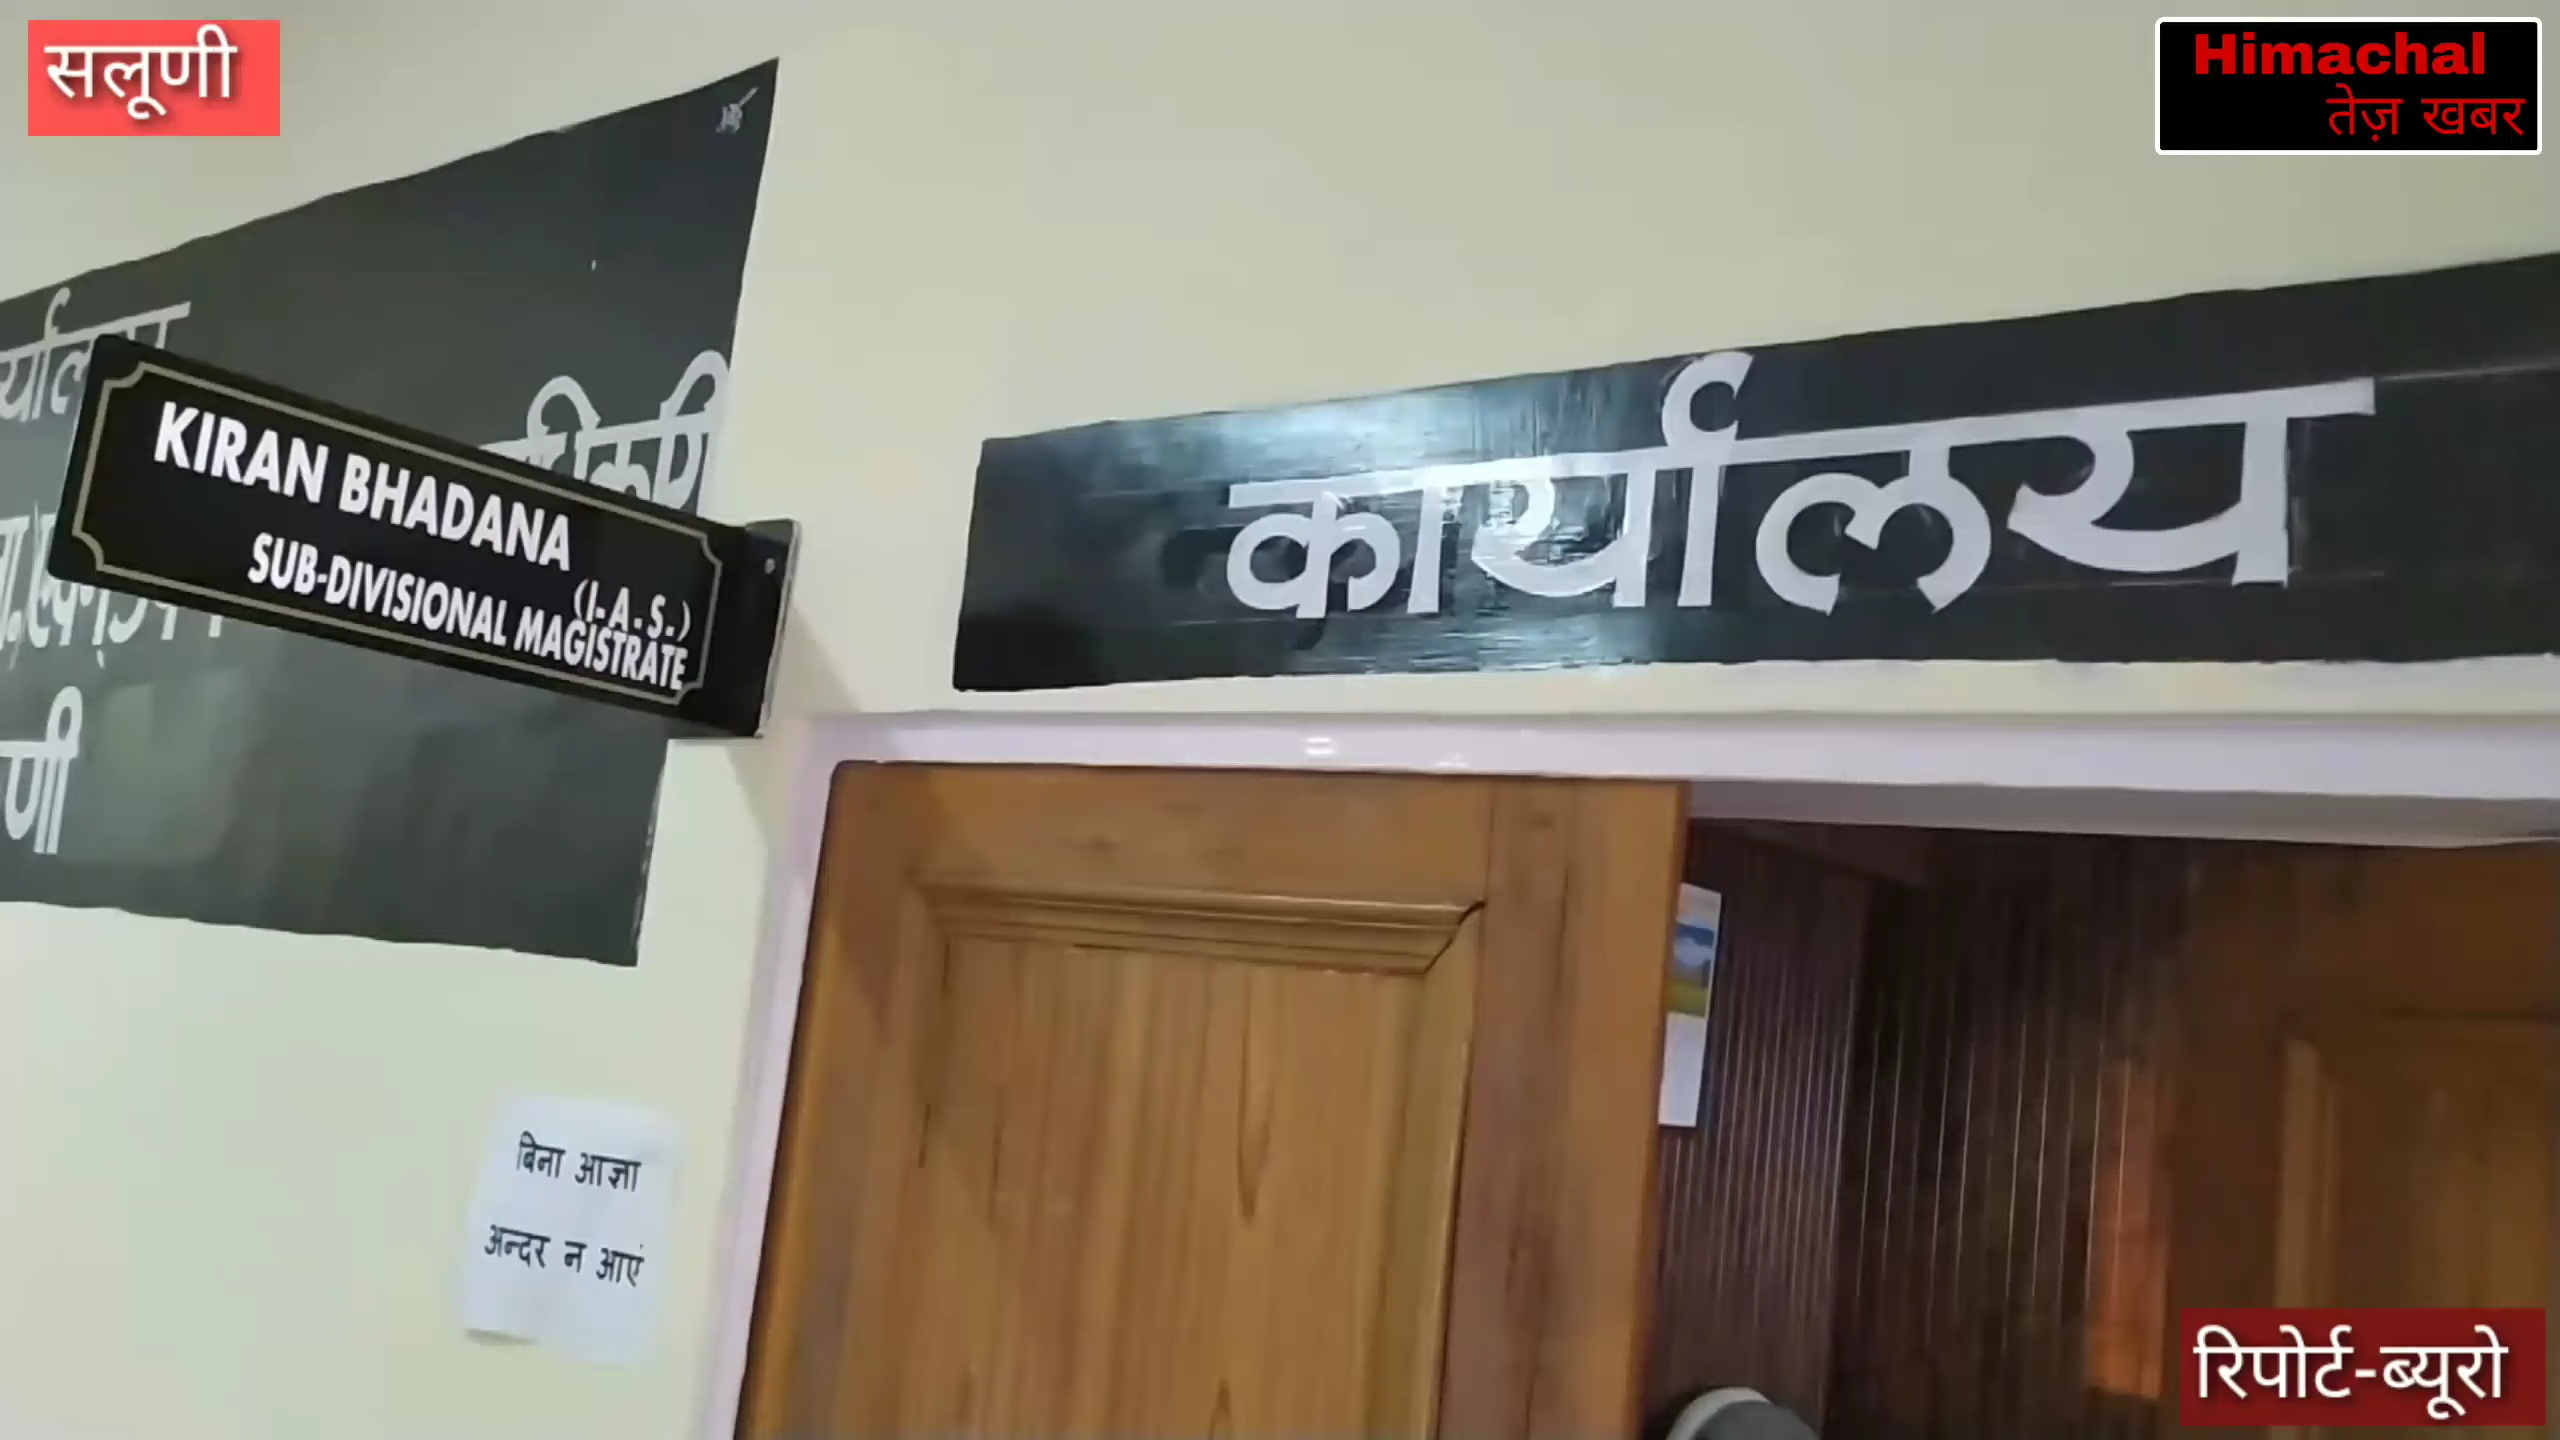 सलूणी
Himachal
तेज़ खबर
KIRAN BHADANA
(I.A.S.)
SUB-DIVISIONAL MAGISTRATE
कार्यालय
णी
बिना आज्ञा
अन्दर न आएं
रिपोर्ट-ब्यूरो